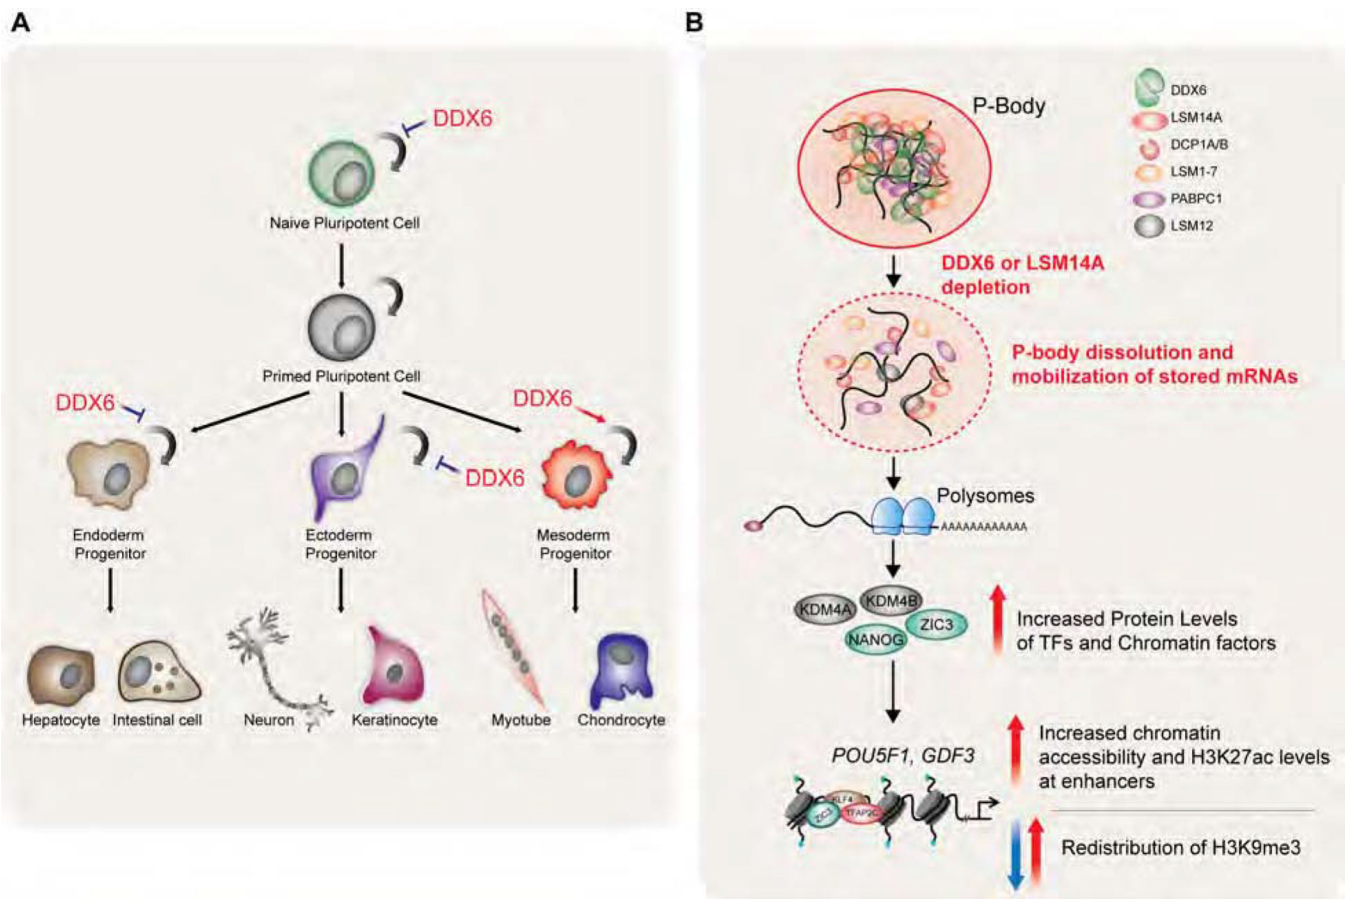 A
DDX6
Naive Pluripotent Cell
Primed Pluripotent Cell
DDX6
DDX6
DDX6
Endoderm
Progenitor
Ectoderm
Progenitor
Mesoderm
Progenitor
Hepatocyte
Intestinal cell
Neuron
Keratinocyte
Myotube
Chondrocyte
B
P-Body
DDX6
LSM14A
DCP1A/B
LSM1-7
PABPC1
LSM12
DDX6 or LSM14A
depletion
P-body dissolution and
mobilization of stored mRNAs
Polysomes
AAAAAAAAAAAA
KDM4A
KDM4B
NANOG
ZIC3
Increased Protein Levels
of TFs and Chromatin factors
POU5F1, GDF3
KLF4
ZIC3
TFAP2C
Increased chromatin
accessibility and H3K27ac levels
at enhancers
Redistribution of H3K9me3